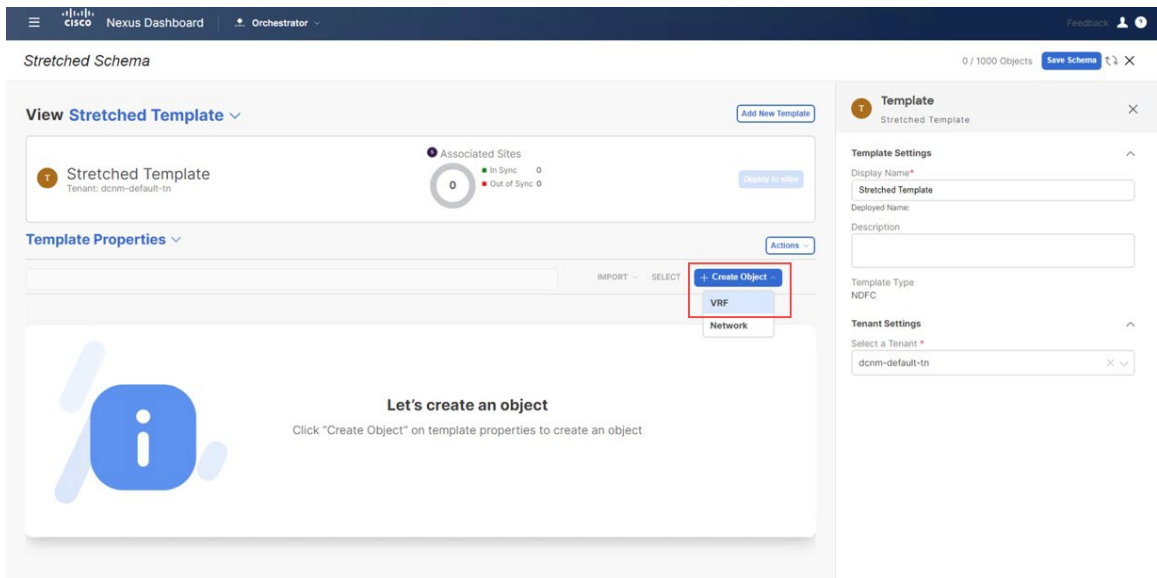 cisco Nexus Dashboard Orchestrator Feedback
Stretched Schema 0 / 1000 Objects Save Schema
View Stretched Template Add New Template
T Stretched Template
Tenant: dcnm-default-tn
Associated Sites
0
In Sync 0
Out of Sync 0
Deploy to sites
Template Properties Actions
IMPORT SELECT + Create Object
VRF
Network
Let's create an object
Click "Create Object" on template properties to create an object
T Template
Stretched Template
Template Settings
Display Name*
Stretched Template
Deployed Name:
Description
Template Type
NDFC
Tenant Settings
Select a Tenant *
dcnm-default-tn